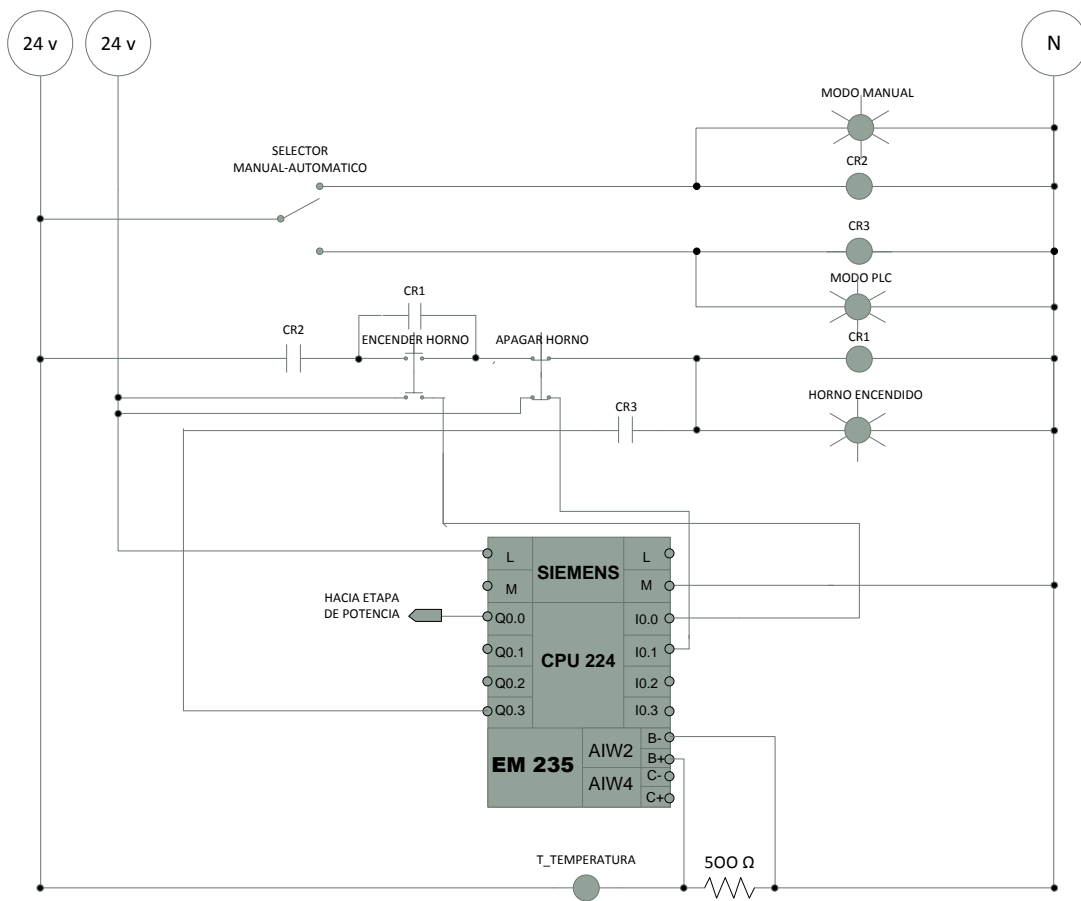 24 v
24 v
N
MODO MANUAL
SELECTOR
MANUAL-AUTOMATICO
CR2
CR3
MODO PLC
CR1
CR2
ENCENDER HORNO
APAGAR HORNO
CR1
HORNO ENCENDIDO
CR3
L
SIEMENS
L
M
M
HACIA ETAPA
DE POTENCIA
Q0.0
I0.0
Q0.1
CPU 224
I0.1
Q0.2
I0.2
Q0.3
I0.3
EM 235
AIW2
B-
B+
AIW4
C-
C+
T_TEMPERATURA
500 Ω